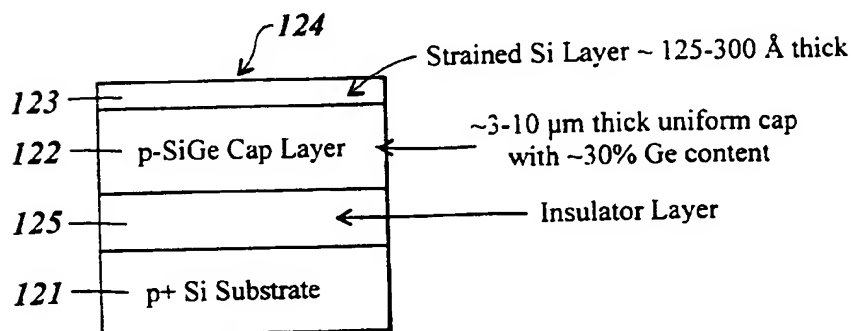 124
Strained Si Layer ~ 125-300 Å thick
123
122
p-SiGe Cap Layer
~3-10 µm thick uniform cap
with ~30% Ge content
125
Insulator Layer
121
p+ Si Substrate